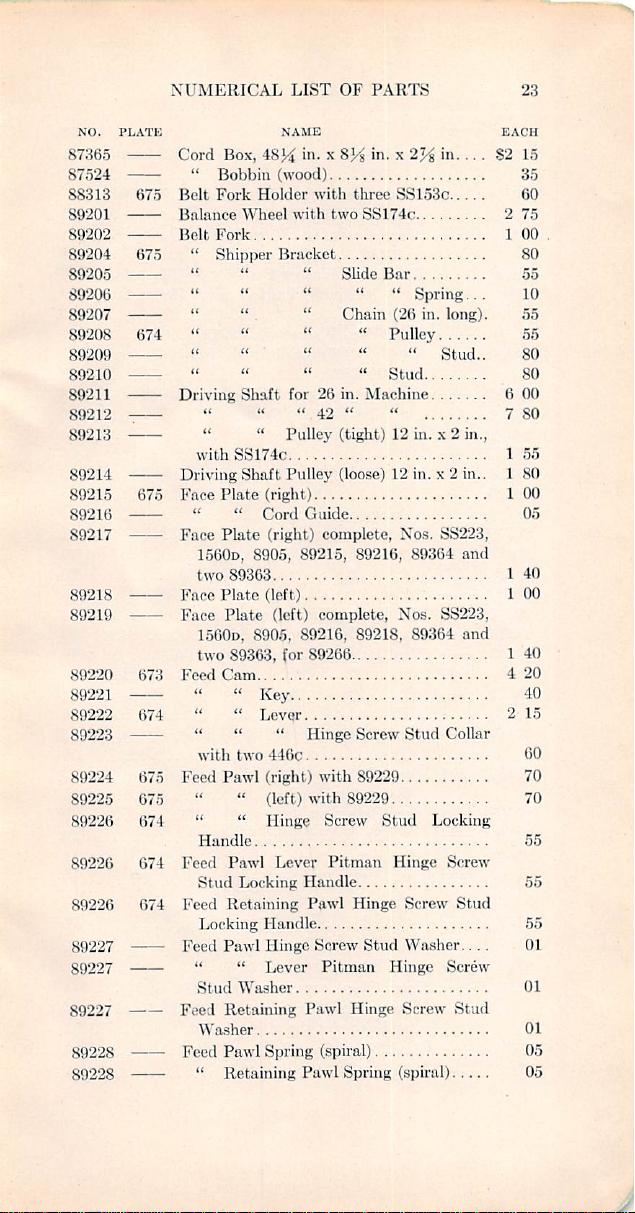 NUMERICAL LIST OF PARTS 23
NO. PLATE NAME EACH
87365 —— Cord Box, 48¼ in. x 8⅛ in. x 2⅞ in.... $2 15
87524 —— “ Bobbin (wood)................... 35
88313 675 Belt Fork Holder with three SS153c..... 60
89201 —— Balance Wheel with two SS174c......... 2 75
89202 —— Belt Fork............................ 1 00
89204 675 “ Shipper Bracket.................. 80
89205 —— “ “ “ Slide Bar......... 55
89206 —— “ “ “ “ “ Spring... 10
89207 —— “ “ “ Chain (26 in. long). 55
89208 674 “ “ “ “ Pulley...... 55
89209 —— “ “ “ “ “ Stud.. 80
89210 —— “ “ “ “ Stud........ 80
89211 —— Driving Shaft for 26 in. Machine....... 6 00
89212 —— “ “ “ 42 “ “ ........ 7 80
89213 —— “ “ Pulley (tight) 12 in. x 2 in.,
with SS174c........................ 1 55
89214 —— Driving Shaft Pulley (loose) 12 in. x 2 in.. 1 80
89215 675 Face Plate (right)..................... 1 00
89216 —— “ “ Cord Guide................. 05
89217 —— Face Plate (right) complete, Nos. SS223,
1560D, 8905, 89215, 89216, 89364 and
two 89363.......................... 1 40
89218 —— Face Plate (left)...................... 1 00
89219 —— Face Plate (left) complete, Nos. SS223,
1560D, 8905, 89216, 89218, 89364 and
two 89363, for 89266................. 1 40
89220 673 Feed Cam............................ 4 20
89221 —— “ “ Key........................ 40
89222 674 “ “ Lever....................... 2 15
89223 —— “ “ “ Hinge Screw Stud Collar
with two 446c...................... 60
89224 675 Feed Pawl (right) with 89229........... 70
89225 675 “ “ (left) with 89229............ 70
89226 674 “ “ Hinge Screw Stud Locking
Handle............................ 55
89226 674 Feed Pawl Lever Pitman Hinge Screw
Stud Locking Handle................ 55
89226 674 Feed Retaining Pawl Hinge Screw Stud
Locking Handle..................... 55
89227 —— Feed Pawl Hinge Screw Stud Washer.... 01
89227 —— “ “ Lever Pitman Hinge Screw
Stud Washer........................ 01
89227 —— Feed Retaining Pawl Hinge Screw Stud
Washer............................ 01
89228 —— Feed Pawl Spring (spiral).............. 05
89228 —— “ Retaining Pawl Spring (spiral)..... 05